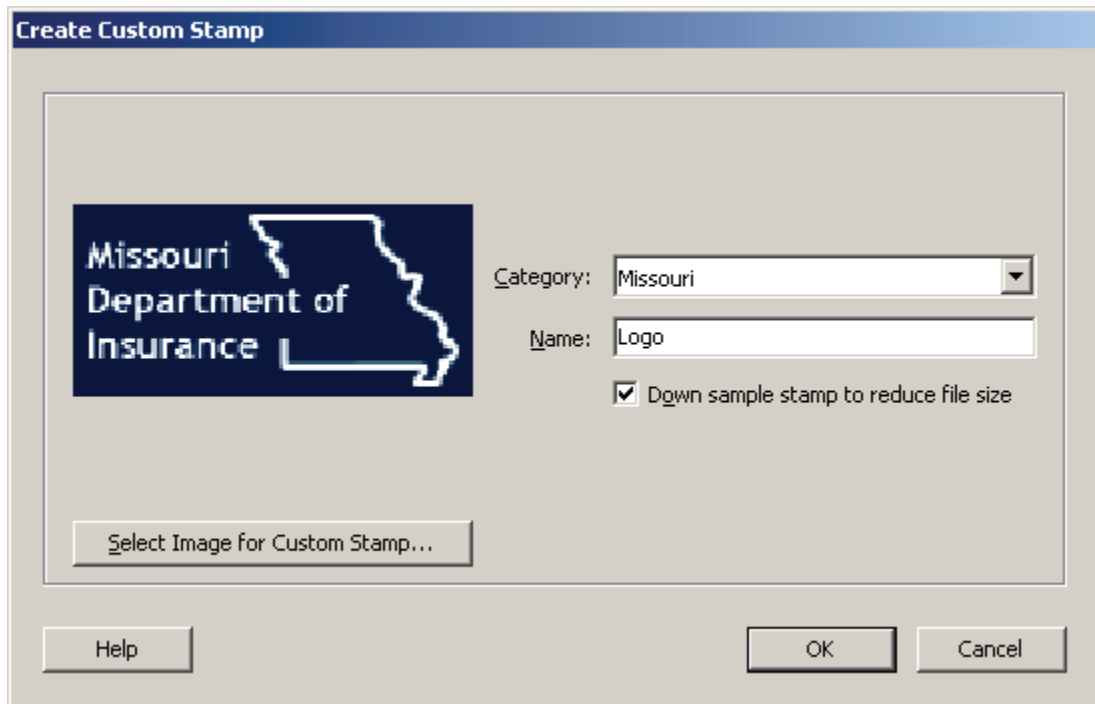 Create Custom Stamp
Missouri
Department of
Insurance
Category: Missouri
Name: Logo
Down sample stamp to reduce file size
Select Image for Custom Stamp...
Help OK Cancel